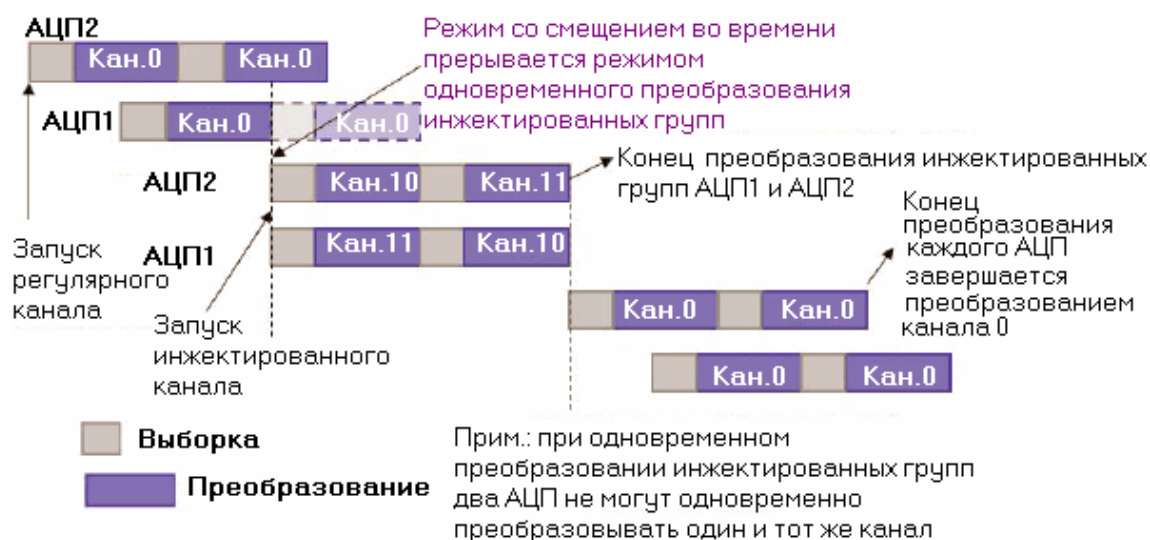 АЦП2
Кан.0 Кан.0
Режим со смещением во времени
прерывается режимом
одновременного преобразования
инжектированных групп
АЦП1
Кан.0 Кан.0
АЦП2
Кан.10 Кан.11
Конец преобразования инжектированных
групп АЦП1 и АЦП2
АЦП1
Кан.11 Кан.10
Запуск
регулярного
канала
Запуск
инжектированного
канала
Конец
преобразования
каждого АЦП
завершается
преобразованием
канала 0
Кан.0 Кан.0
Кан.0 Кан.0
Выборка
Преобразование
Прим.: при одновременном
преобразовании инжектированных групп
два АЦП не могут одновременно
преобразовывать один и тот же канал